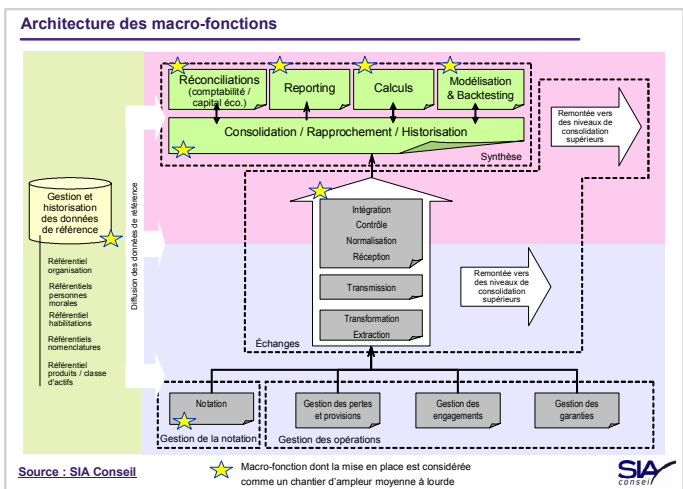 Architecture des macro-fonctions
Réconciliations
(comptabilité /
capital éco.)
Reporting
Calculs
Modélisation
& Backtesting
Consolidation / Rapprochement / Historisation
Synthèse
Remontée vers
des niveaux de
consolidation
supérieurs
Gestion et
historisation
des données
de référence
Référentiel
organisation
Référentiels
personnes
morales
Référentiel
habilitations
Référentiels
nomenclatures
Référentiel
produits / classe
d'actifs
Diffusion des données de référence
Intégration
Contrôle
Normalisation
Réception
Transmission
Transformation
Extraction
Échanges
Remontée vers
des niveaux de
consolidation
supérieurs
Notation
Gestion de la notation
Gestion des pertes
et provisions
Gestion des
engagements
Gestion des
garanties
Gestion des opérations
Source : SIA Conseil
Macro-fonction dont la mise en place est considérée
comme un chantier d'ampleur moyenne à lourde
SIA
conseil